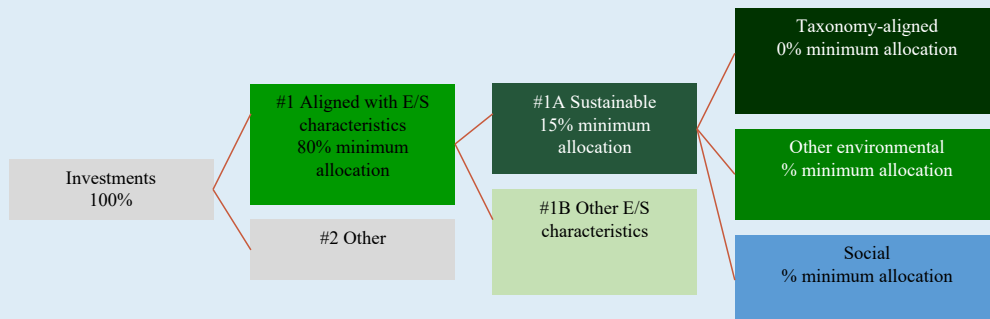 Investments
100%
#1 Aligned with E/S
characteristics
80% minimum
allocation
#2 Other
#1A Sustainable
15% minimum
allocation
#1B Other E/S
characteristics
Taxonomy-aligned
0% minimum allocation
Other environmental
% minimum allocation
Social
% minimum allocation